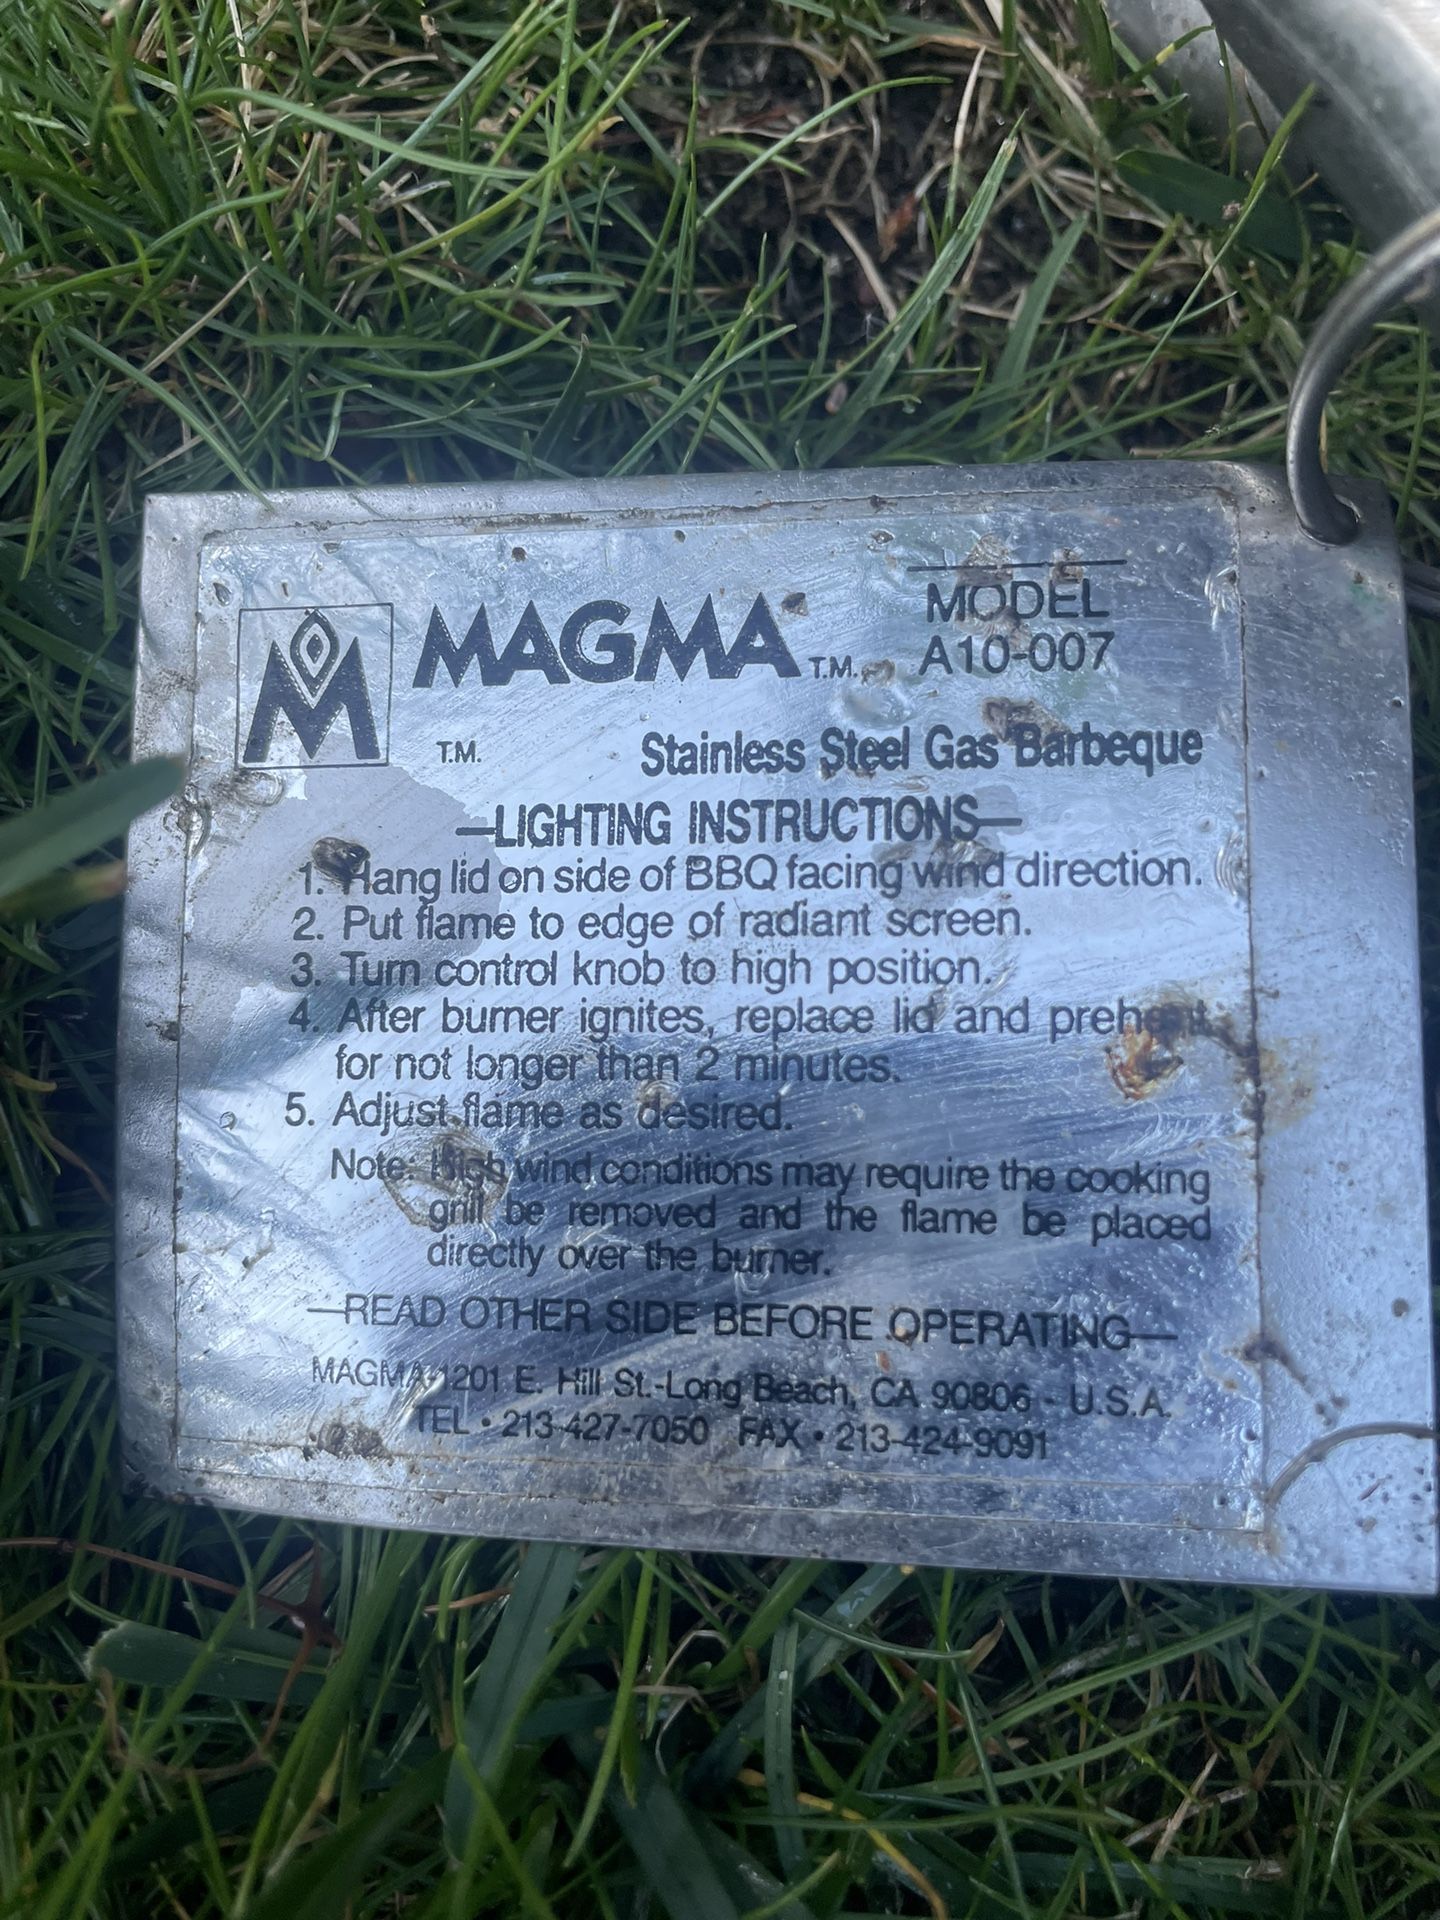 MAGMA T.M.
MODEL
A10-007
M
T.M.
Stainless Steel Gas Barbeque
—LIGHTING INSTRUCTIONS—
1. Hang lid on side of BBQ facing wind direction.
2. Put flame to edge of radiant screen.
3. Turn control knob to high position.
4. After burner ignites, replace lid and preheat
for not longer than 2 minutes.
5. Adjust flame as desired.
Note: High wind conditions may require the cooking
grill be removed and the flame be placed
directly over the burner.
—READ OTHER SIDE BEFORE OPERATING—
MAGMA-1201 E. Hill St.-Long Beach, CA 90806 - U.S.A.
TEL • 213-427-7050 FAX • 213-424-9091